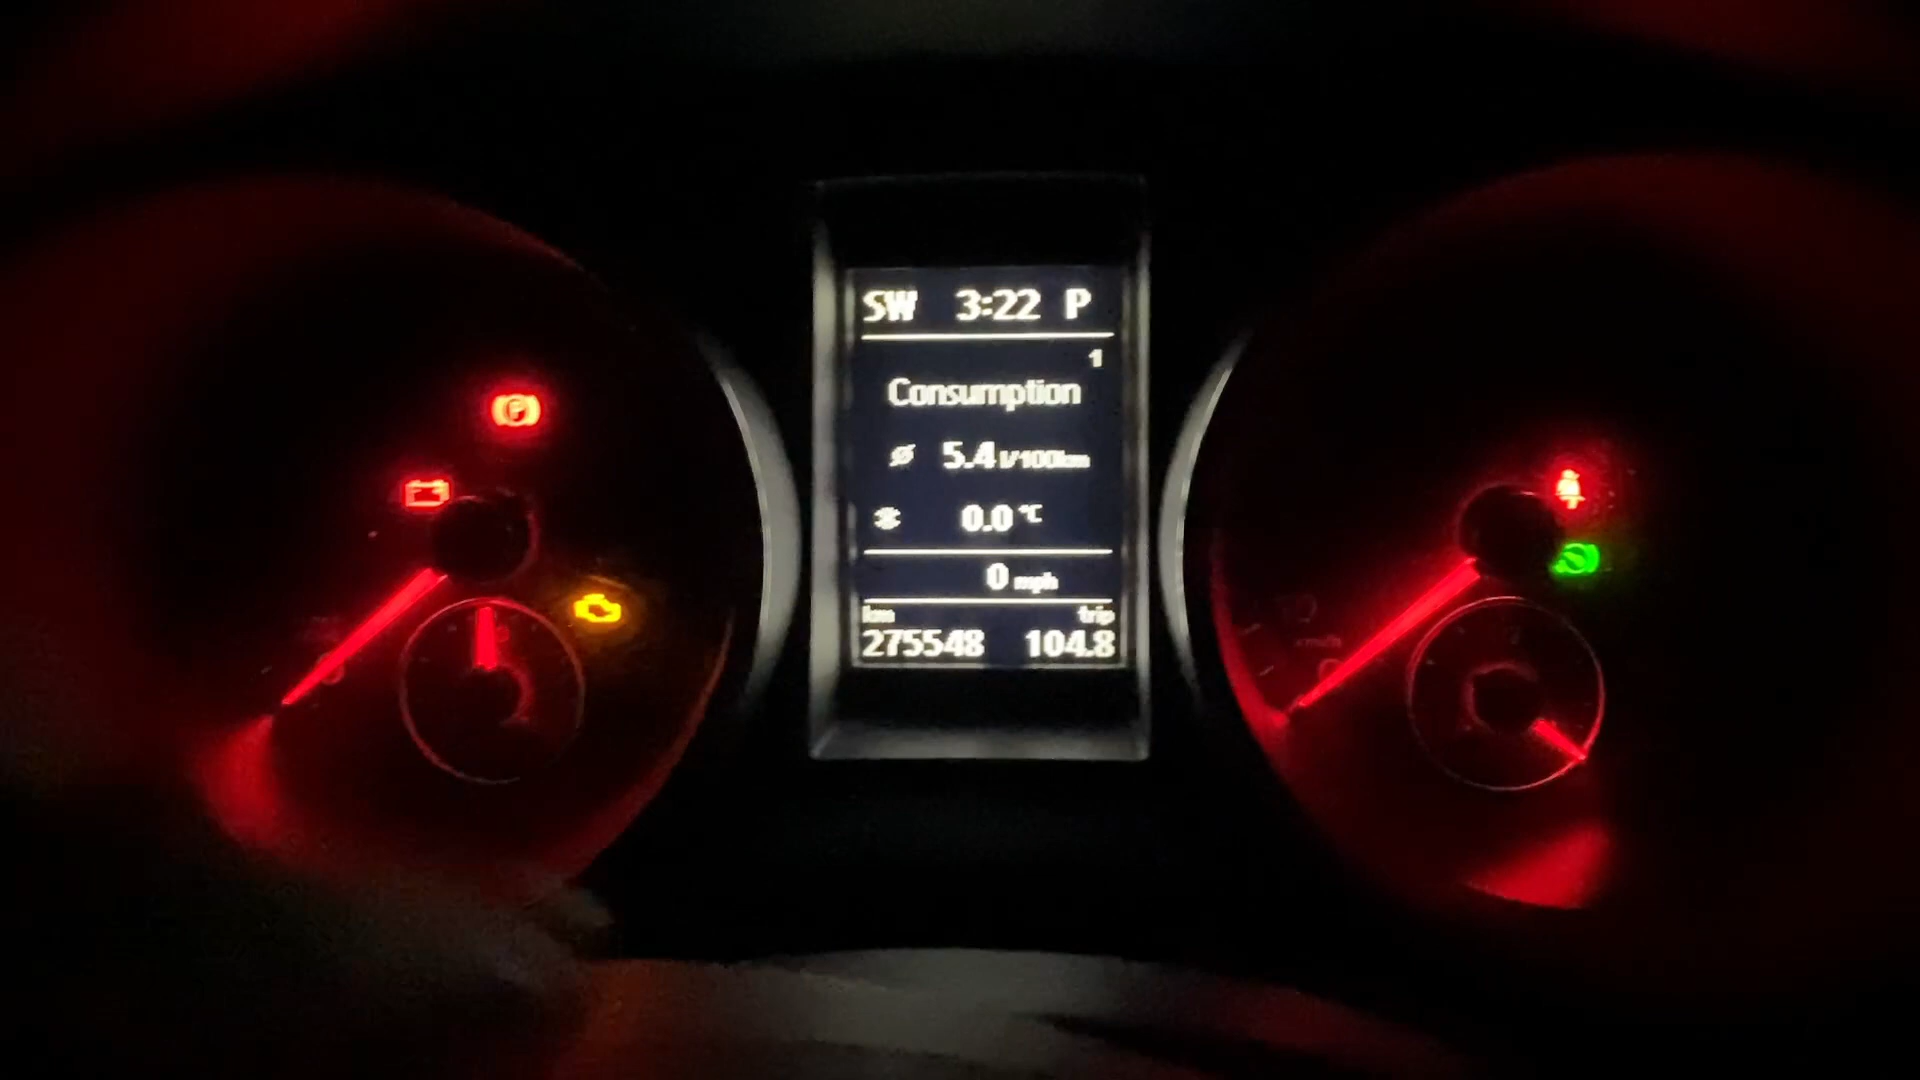 SW 3:22 P
1
Consumption
Ø 5.4 l/100km
0.0 °C
0 mph
km trip
275548 104.8